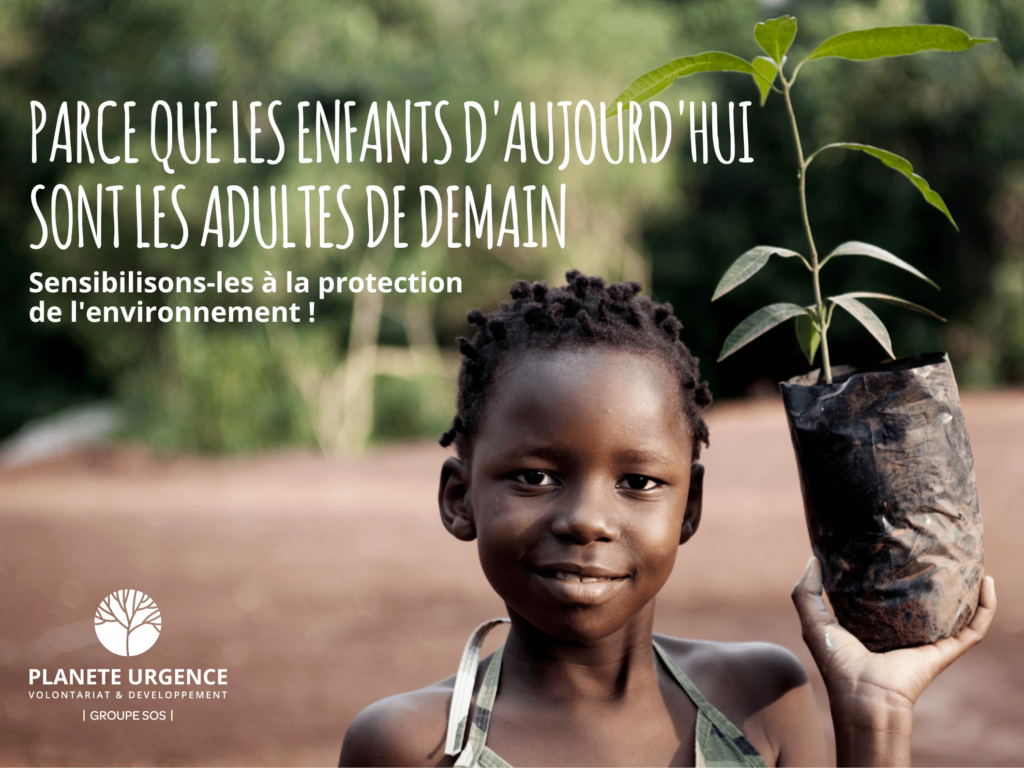 PARCE QUE LES ENFANTS D'AUJOURD'HUI
SONT LES ADULTES DE DEMAIN
Sensibilisons-les à la protection
de l'environnement !
PLANETE URGENCE
VOLONTARIAT & DEVELOPPEMENT
| GROUPE SOS |